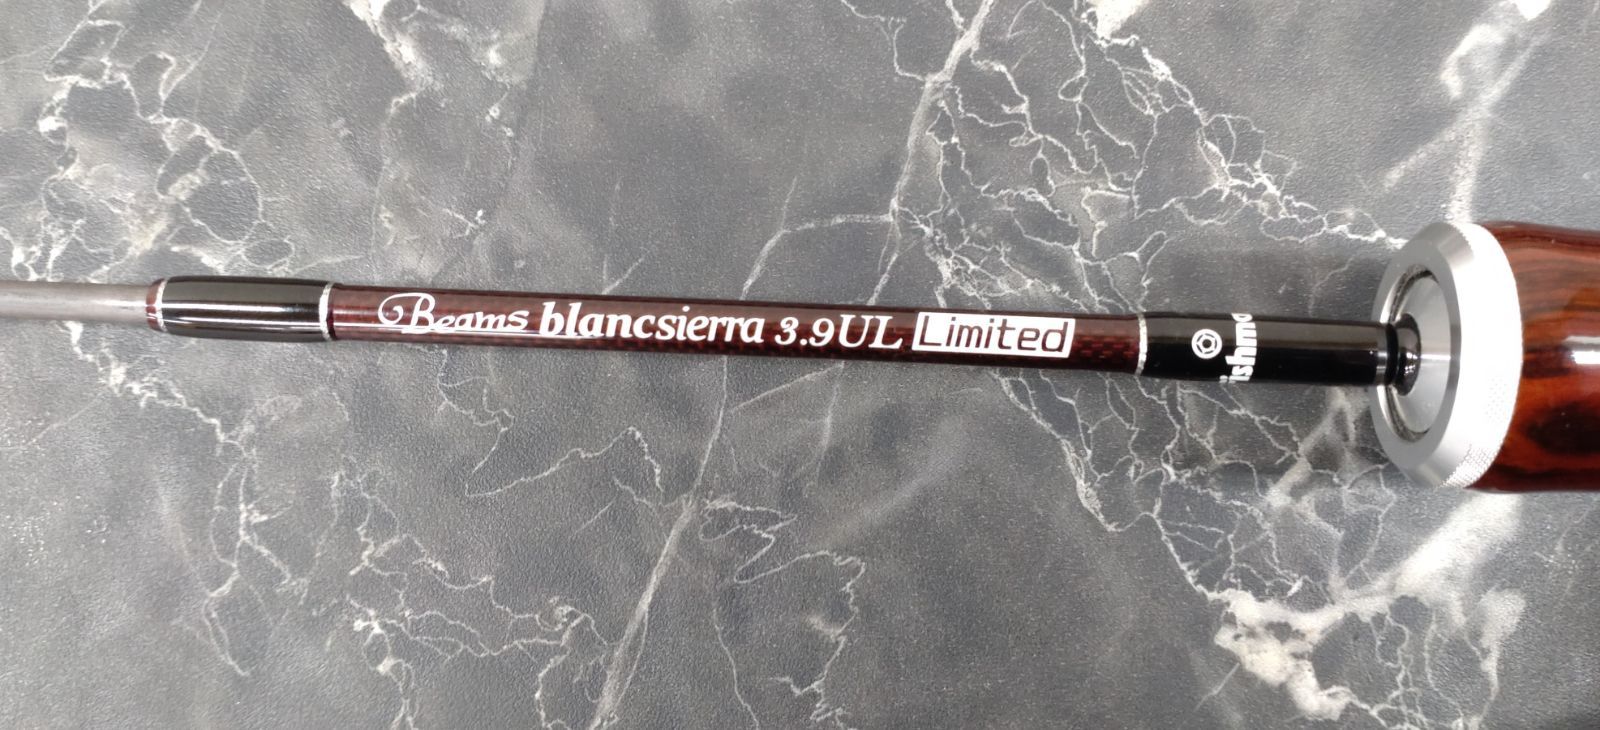 Beams blancsierra 3.9UL Limited